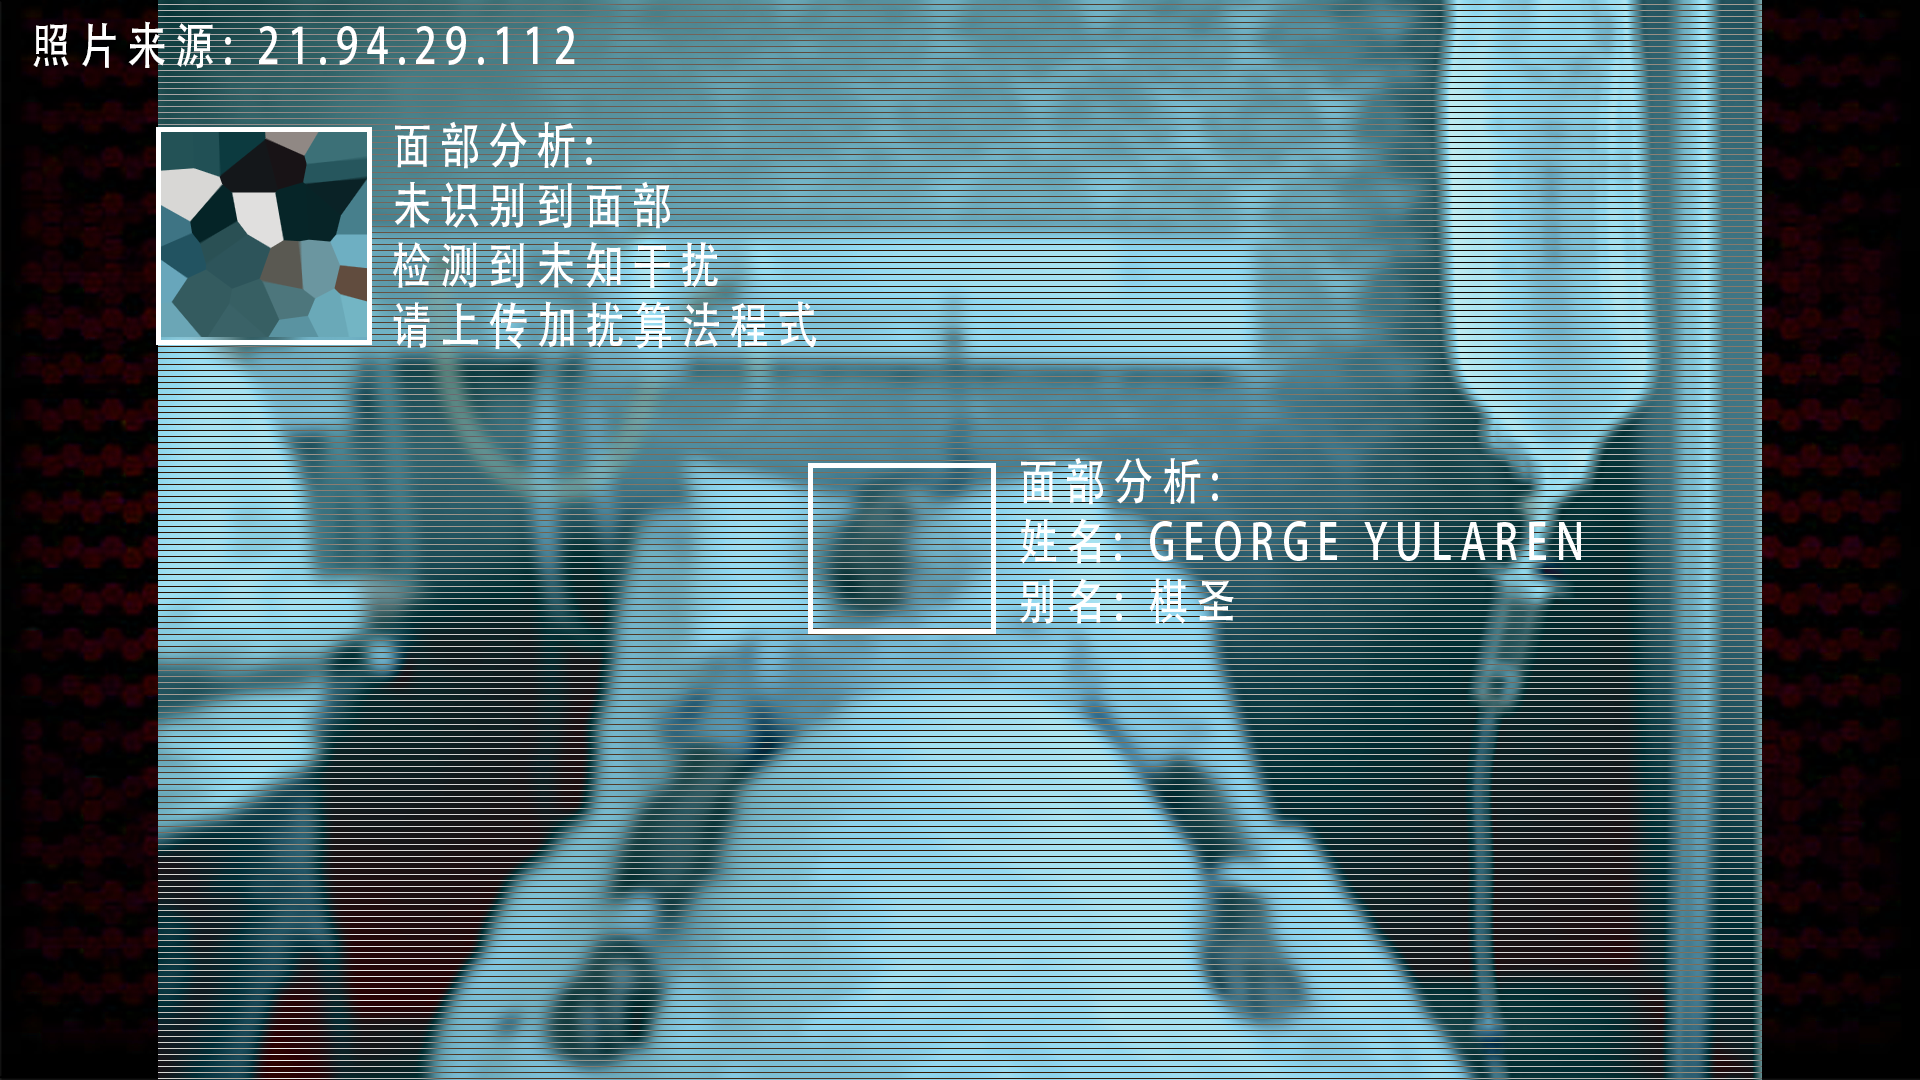 照片来源: 21.94.29.112
面部分析:
未识别到面部
检测到未知干扰
请上传加扰算法程式
面部分析:
姓名: GEORGE YULAREN
别名: 棋圣